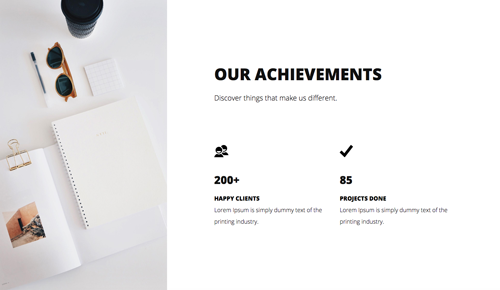 OUR ACHIEVEMENTS
Discover things that make us different.
200+
85
HAPPY CLIENTS
PROJECTS DONE
Lorem Ipsum is simply dummy text of the
printing industry.
Lorem Ipsum is simply dummy text of the
printing industry.